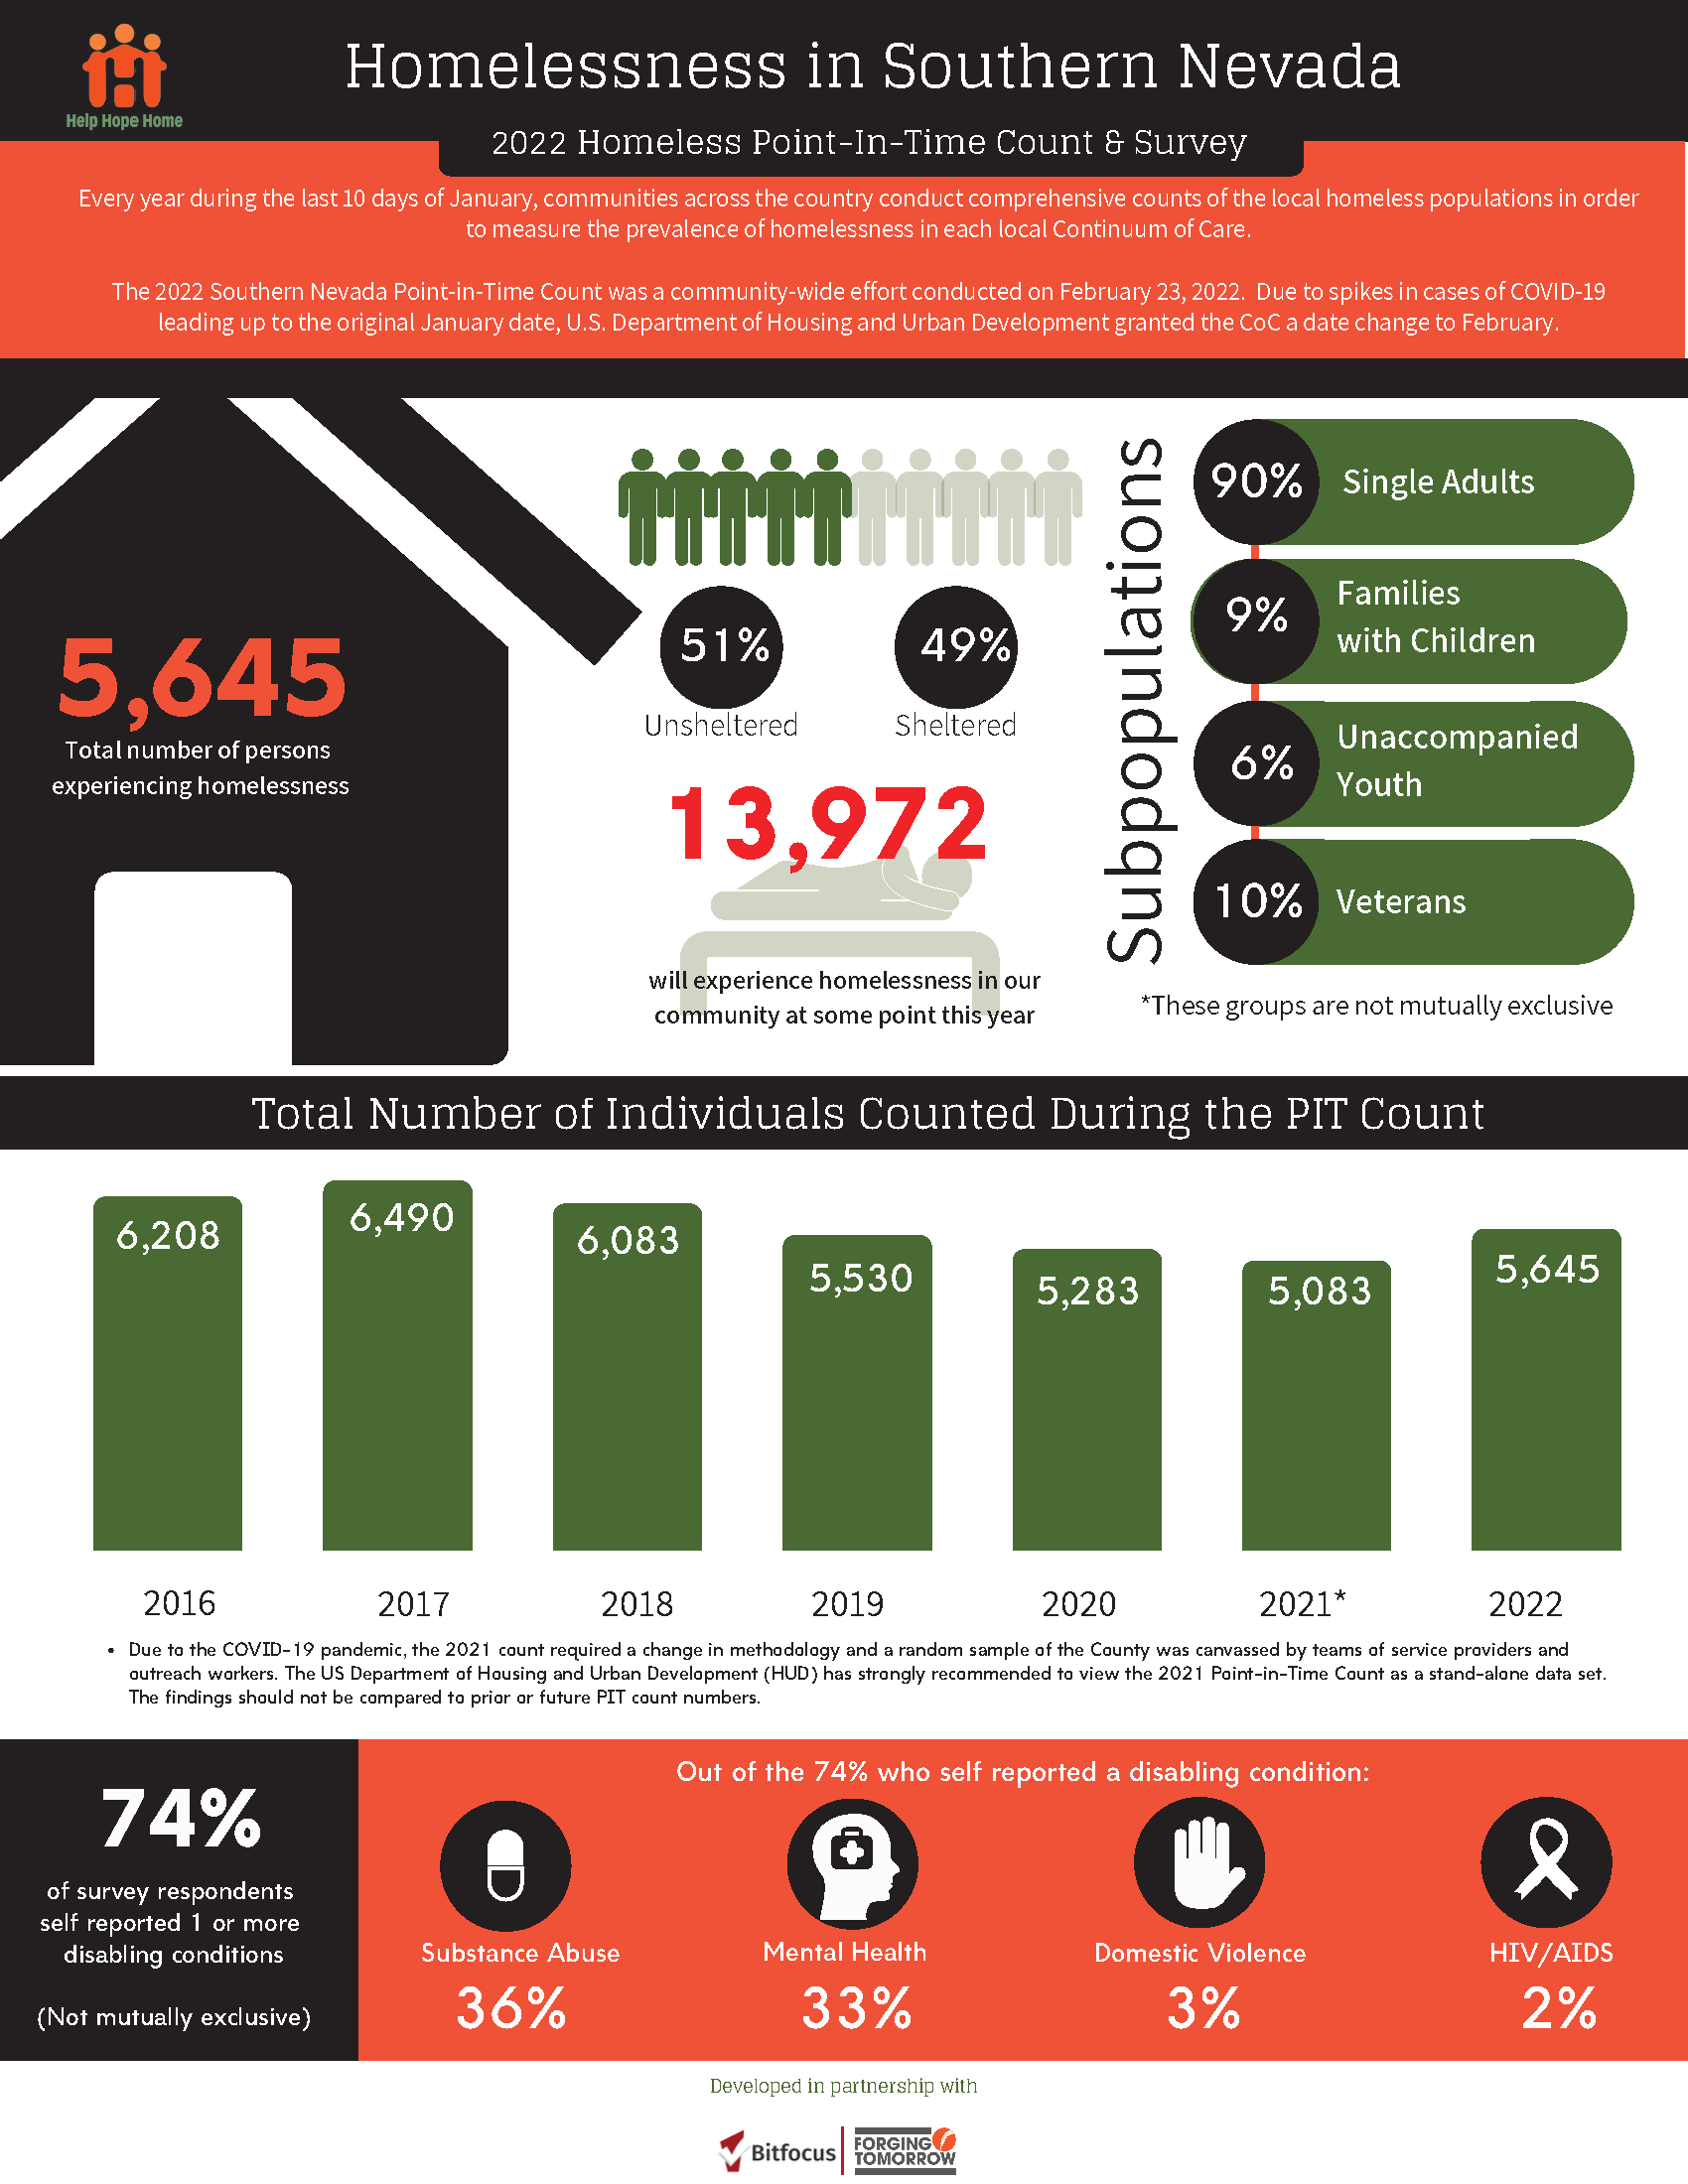 Help Hope Home
Homelessness in Southern Nevada
2022 Homeless Point-In-Time Count & Survey
Every year during the last 10 days of January, communities across the country conduct comprehensive counts of the local homeless populations in order
to measure the prevalence of homelessness in each local Continuum of Care.
The 2022 Southern Nevada Point-in-Time Count was a community-wide effort conducted on February 23, 2022. Due to spikes in cases of COVID-19
leading up to the original January date, U.S. Department of Housing and Urban Development granted the CoC a date change to February.
5,645
Total number of persons
experiencing homelessness
51%
Unsheltered
49%
Sheltered
13,972
will experience homelessness in our
community at some point this year
Subpopulations
90%
Single Adults
9%
Families
with Children
6%
Unaccompanied
Youth
10%
Veterans
*These groups are not mutually exclusive
Total Number of Individuals Counted During the PIT Count
6,208
6,490
6,083
5,530
5,283
5,083
5,645
2016
2017
2018
2019
2020
2021*
2022
• Due to the COVID-19 pandemic, the 2021 count required a change in methodology and a random sample of the County was canvassed by teams of service providers and
outreach workers. The US Department of Housing and Urban Development (HUD) has strongly recommended to view the 2021 Point-in-Time Count as a stand-alone data set.
The findings should not be compared to prior or future PIT count numbers.
74%
of survey respondents
self reported 1 or more
disabling conditions
(Not mutually exclusive)
Out of the 74% who self reported a disabling condition:
Substance Abuse
36%
Mental Health
33%
Domestic Violence
3%
HIV/AIDS
2%
Developed in partnership with
Bitfocus
FORGING
TOMORROW